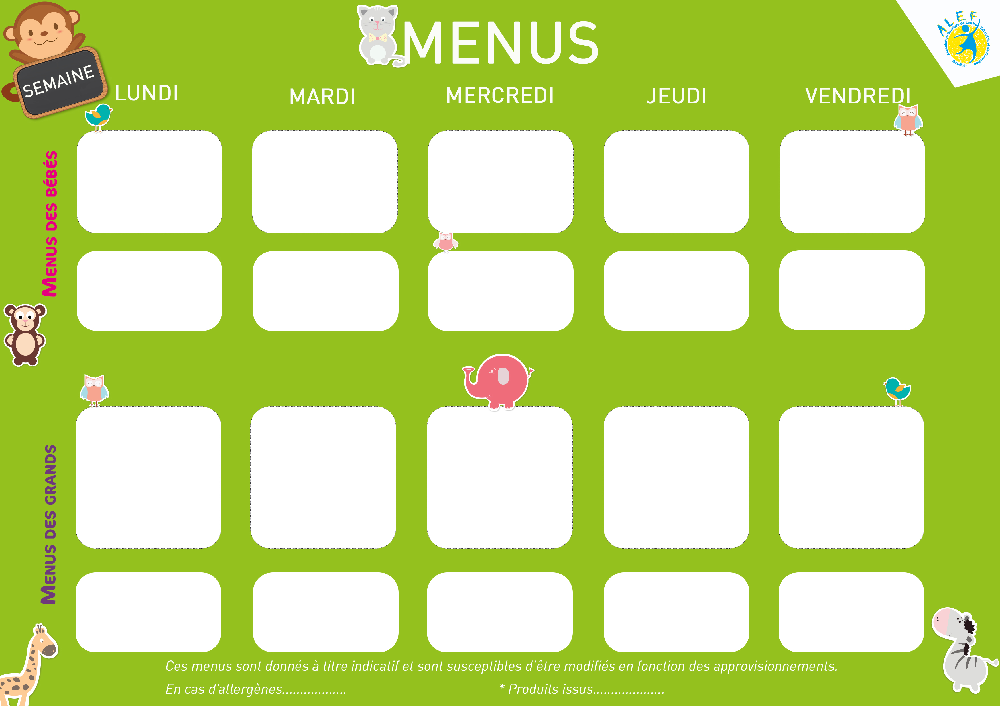 MENUS
ALEF
Association familiale de Loisirs Educatifs et de Formation
Bas-Rhin
SEMAINE
LUNDI
MARDI
MERCREDI
JEUDI
VENDREDI
MENUS DES BÉBÉS
MENUS DES GRANDS
Ces menus sont donnés à titre indicatif et sont susceptibles d’être modifiés en fonction des approvisionnements.
En cas d’allergènes..................
* Produits issus....................